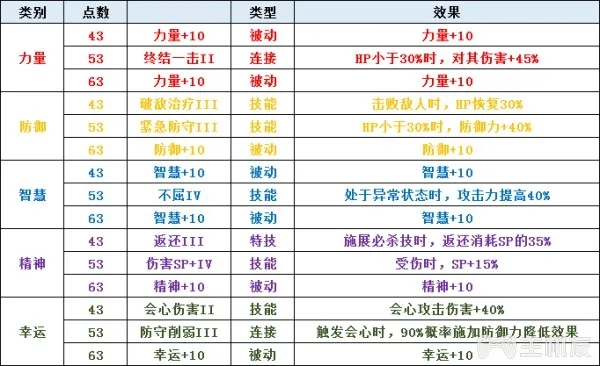 类别 点数 类型 效果
力量 43 力量+10 被动 力量+10
53 终结一击II 连接 HP小于30%时，对其伤害+45%
63 力量+10 被动 力量+10
防御 43 破敌治疗III 技能 击败敌人时，HP恢复30%
53 紧急防守III 技能 HP小于30%时，防御力+40%
63 防御+10 被动 防御+10
智慧 43 智慧+10 被动 智慧+10
53 不屈IV 技能 处于异常状态时，攻击力提高40%
63 智慧+10 被动 智慧+10
精神 43 返还III 特技 施展必杀技时，返还消耗SP的35%
53 伤害SP+IV 技能 受伤时，SP+15%
63 精神+10 被动 精神+10
幸运 43 会心伤害II 技能 会心攻击伤害+40%
53 防守削弱III 连接 触发会心时，90%概率施加防御力降低效果
63 幸运+10 被动 幸运+10